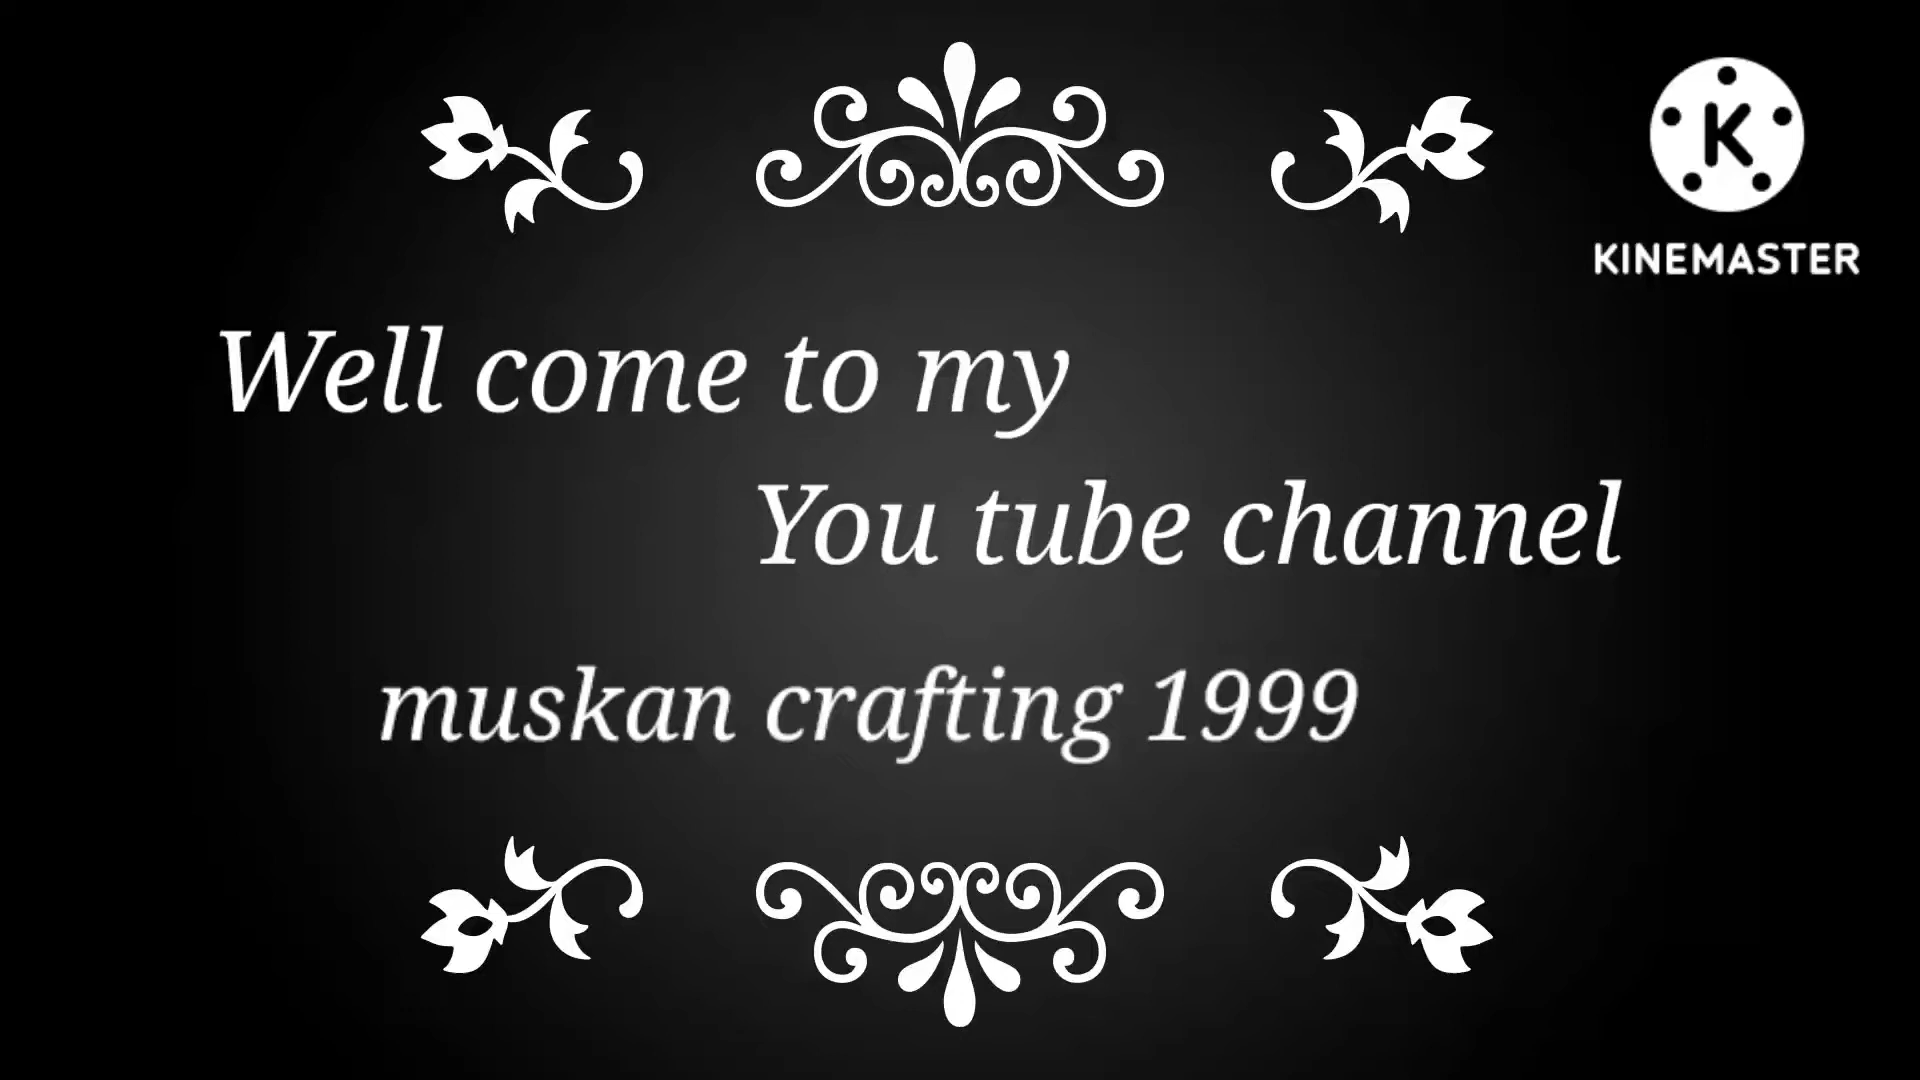 K
KINEMASTER
Well come to my
You tube channel
muskan crafting 1999